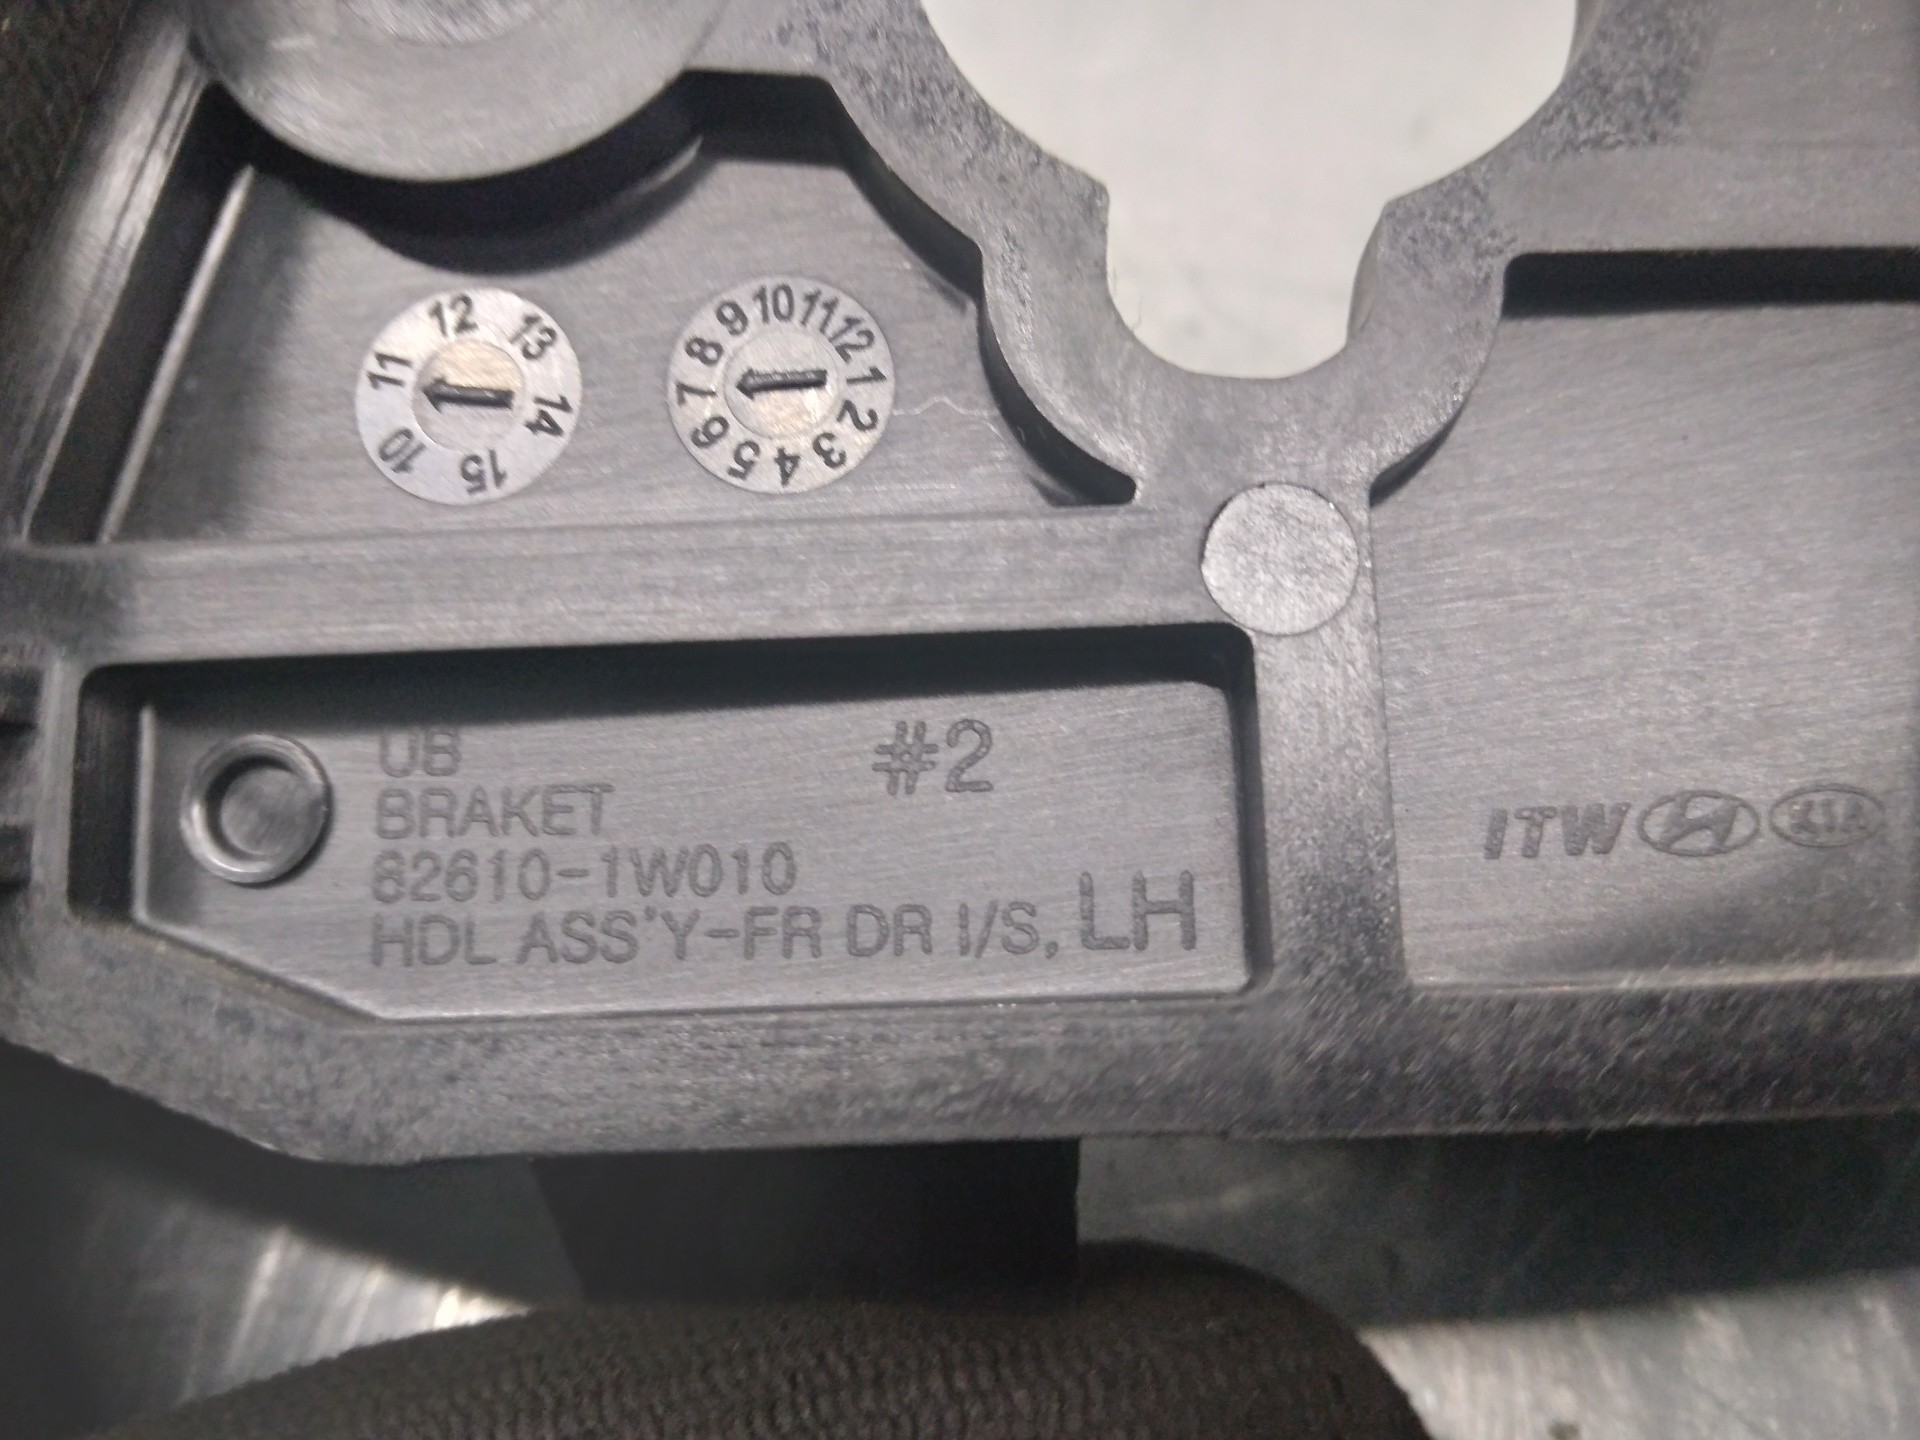 10 11 12 13 14 15
1 2 3 4 5 6 7 8 9 10 11 12
UB
#2
BRAKET
82610-1W010
HDL ASS'Y-FR DR I/S, LH
ITW KIA